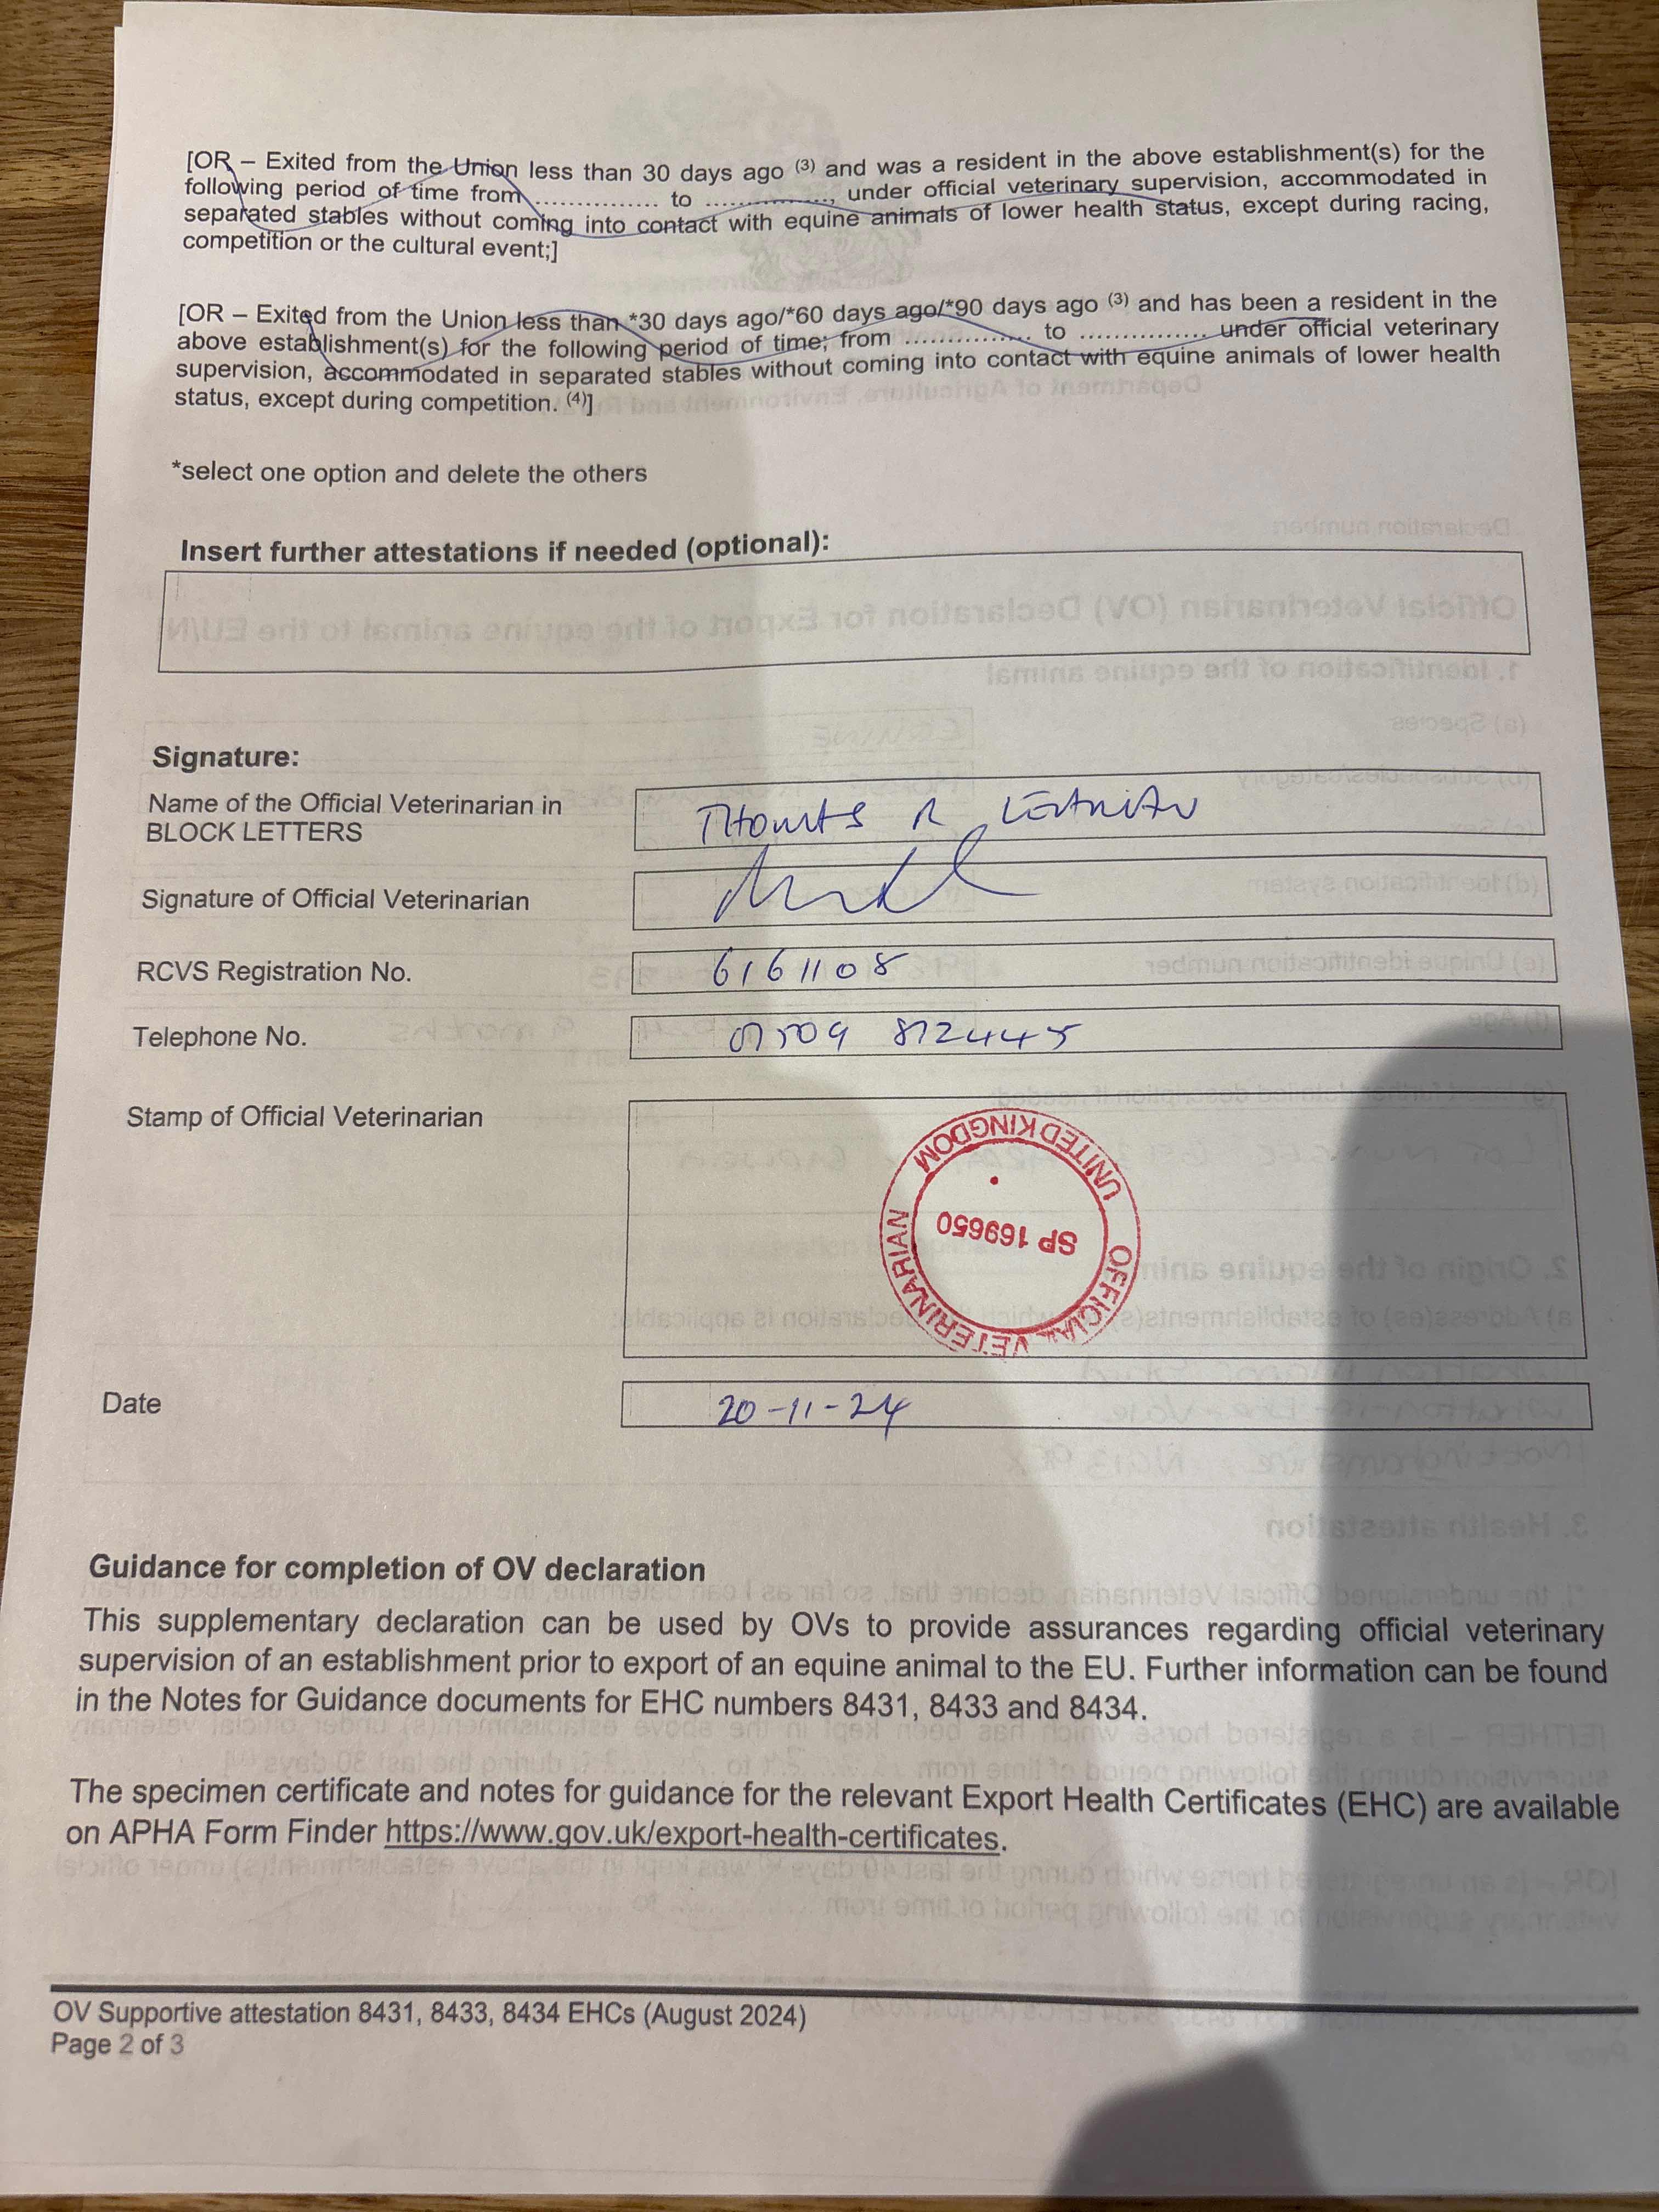 [OR – Exited from the Union less than 30 days ago (3) and was a resident in the above establishment(s) for the
following period of time from ............... to ..............., under official veterinary supervision, accommodated in
separated stables without coming into contact with equine animals of lower health status, except during racing,
competition or the cultural event;]
[OR – Exited from the Union less than *30 days ago/*60 days ago/*90 days ago (3) and has been a resident in the
above establishment(s) for the following period of time; from ............... to ............... under official veterinary
supervision, accommodated in separated stables without coming into contact with equine animals of lower health
status, except during competition. (4)]
*select one option and delete the others
Insert further attestations if needed (optional):
Signature:
Name of the Official Veterinarian in
BLOCK LETTERS
THOMAS R
Signature of Official Veterinarian
RCVS Registration No.
6161108
Telephone No.
01509 812445
Stamp of Official Veterinarian
UNITED KINGDOM
OFFICIAL VETERINARIAN
SP 169650
Date
20-11-24
Guidance for completion of OV declaration
This supplementary declaration can be used by OVs to provide assurances regarding official veterinary
supervision of an establishment prior to export of an equine animal to the EU. Further information can be found
in the Notes for Guidance documents for EHC numbers 8431, 8433 and 8434.
The specimen certificate and notes for guidance for the relevant Export Health Certificates (EHC) are available
on APHA Form Finder https://www.gov.uk/export-health-certificates.
OV Supportive attestation 8431, 8433, 8434 EHCs (August 2024)
Page 2 of 3